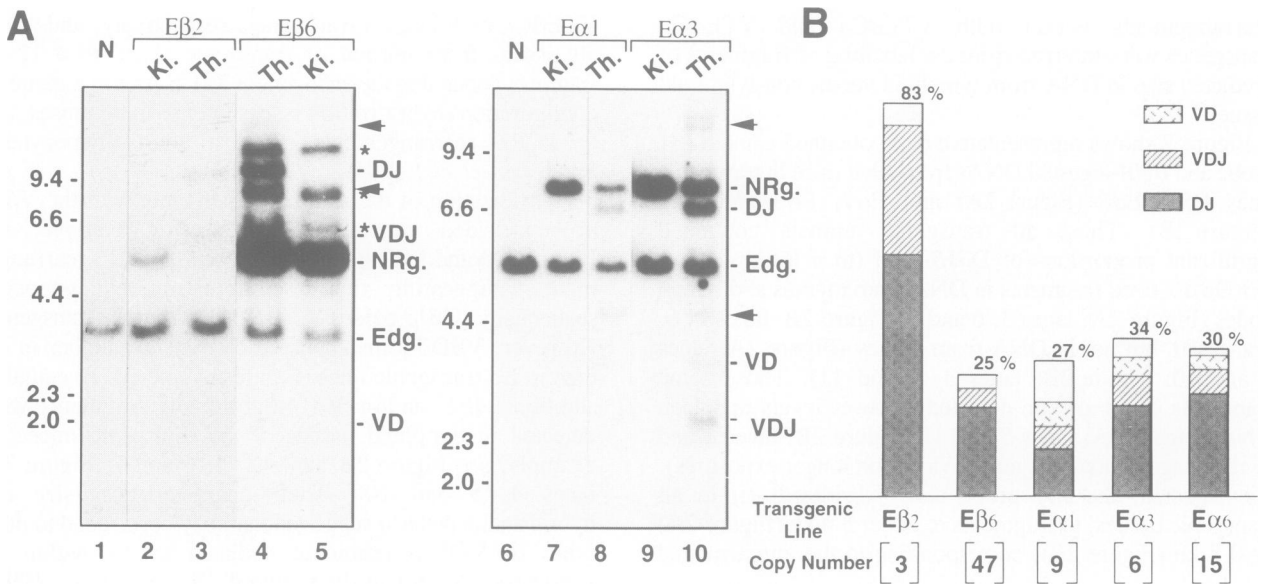 A
N Eβ2 Eβ6
Ki. Th. Th. Ki.
9.4
6.6
4.4
2.3
2.0
*
DJ
*
*VDJ
NRg.
Edg.
VD
1 2 3 4 5
N Eα1 Eα3
Ki. Th. Ki. Th.
9.4
6.6
4.4
2.3
2.0
NRg.
DJ
Edg.
VD
VDJ
6 7 8 9 10
B
83 %
25 %
27 %
34 %
30 %
VD
VDJ
DJ
Transgenic Line Eβ2 Eβ6 Eα1 Eα3 Eα6
Copy Number 3 47 9 6 15